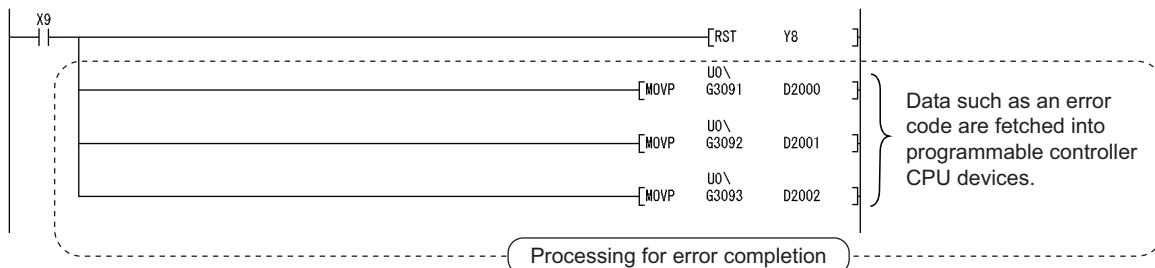 X9
[RST Y8 ]
U0\
[MOVP G3091 D2000 ]
U0\
[MOVP G3092 D2001 ]
U0\
[MOVP G3093 D2002 ]
Data such as an error
code are fetched into
programmable controller
CPU devices.
Processing for error completion